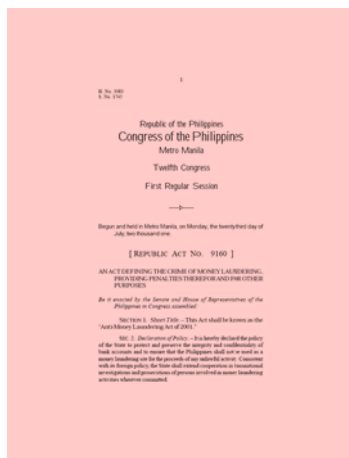 1
H. No. 3083
S. No. 1745
Republic of the Philippines
Congress of the Philippines
Metro Manila
Twelfth Congress
First Regular Session
Begun and held in Metro Manila, on Monday, the twenty-third day of
July, two thousand one.
[ REPUBLIC ACT NO. 9160 ]
AN ACT DEFINING THE CRIME OF MONEY LAUNDERING,
PROVIDING PENALTIES THEREFOR AND FOR OTHER
PURPOSES
Be it enacted by the Senate and House of Representatives of the
Philippines in Congress assembled:
SECTION 1. Short Title. – This Act shall be known as the
"Anti-Money Laundering Act of 2001."
SEC. 2. Declaration of Policy. – It is hereby declared the policy
of the State to protect and preserve the integrity and confidentiality of
bank accounts and to ensure that the Philippines shall not be used as a
money laundering site for the proceeds of any unlawful activity. Consistent
with its foreign policy, the State shall extend cooperation in transnational
investigations and prosecutions of persons involved in money laundering
activities wherever committed.